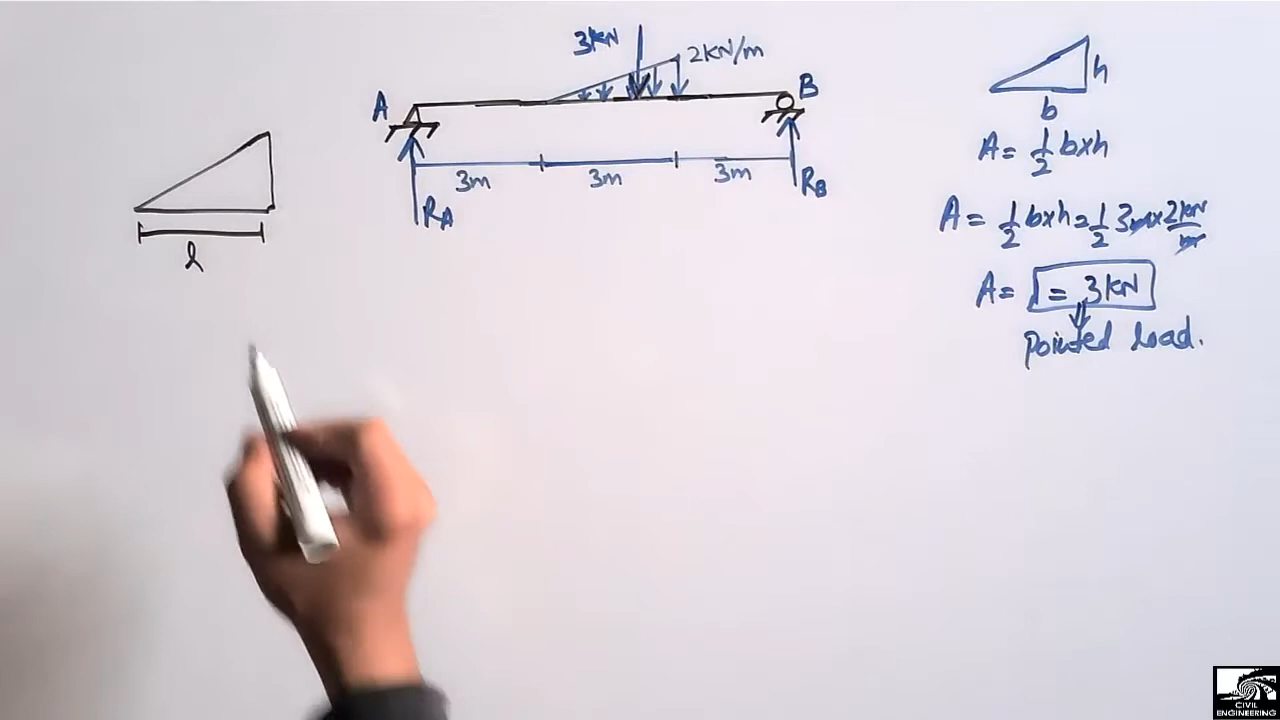 3KN
2KN/m
A
B
3m
3m
3m
RA
RB
l
h
b
A = 1/2 b×h
A = 1/2 b×h = 1/2 3m×2KN/m
A = l = 3KN
Pointed Load.
CIVIL
ENGINEERING